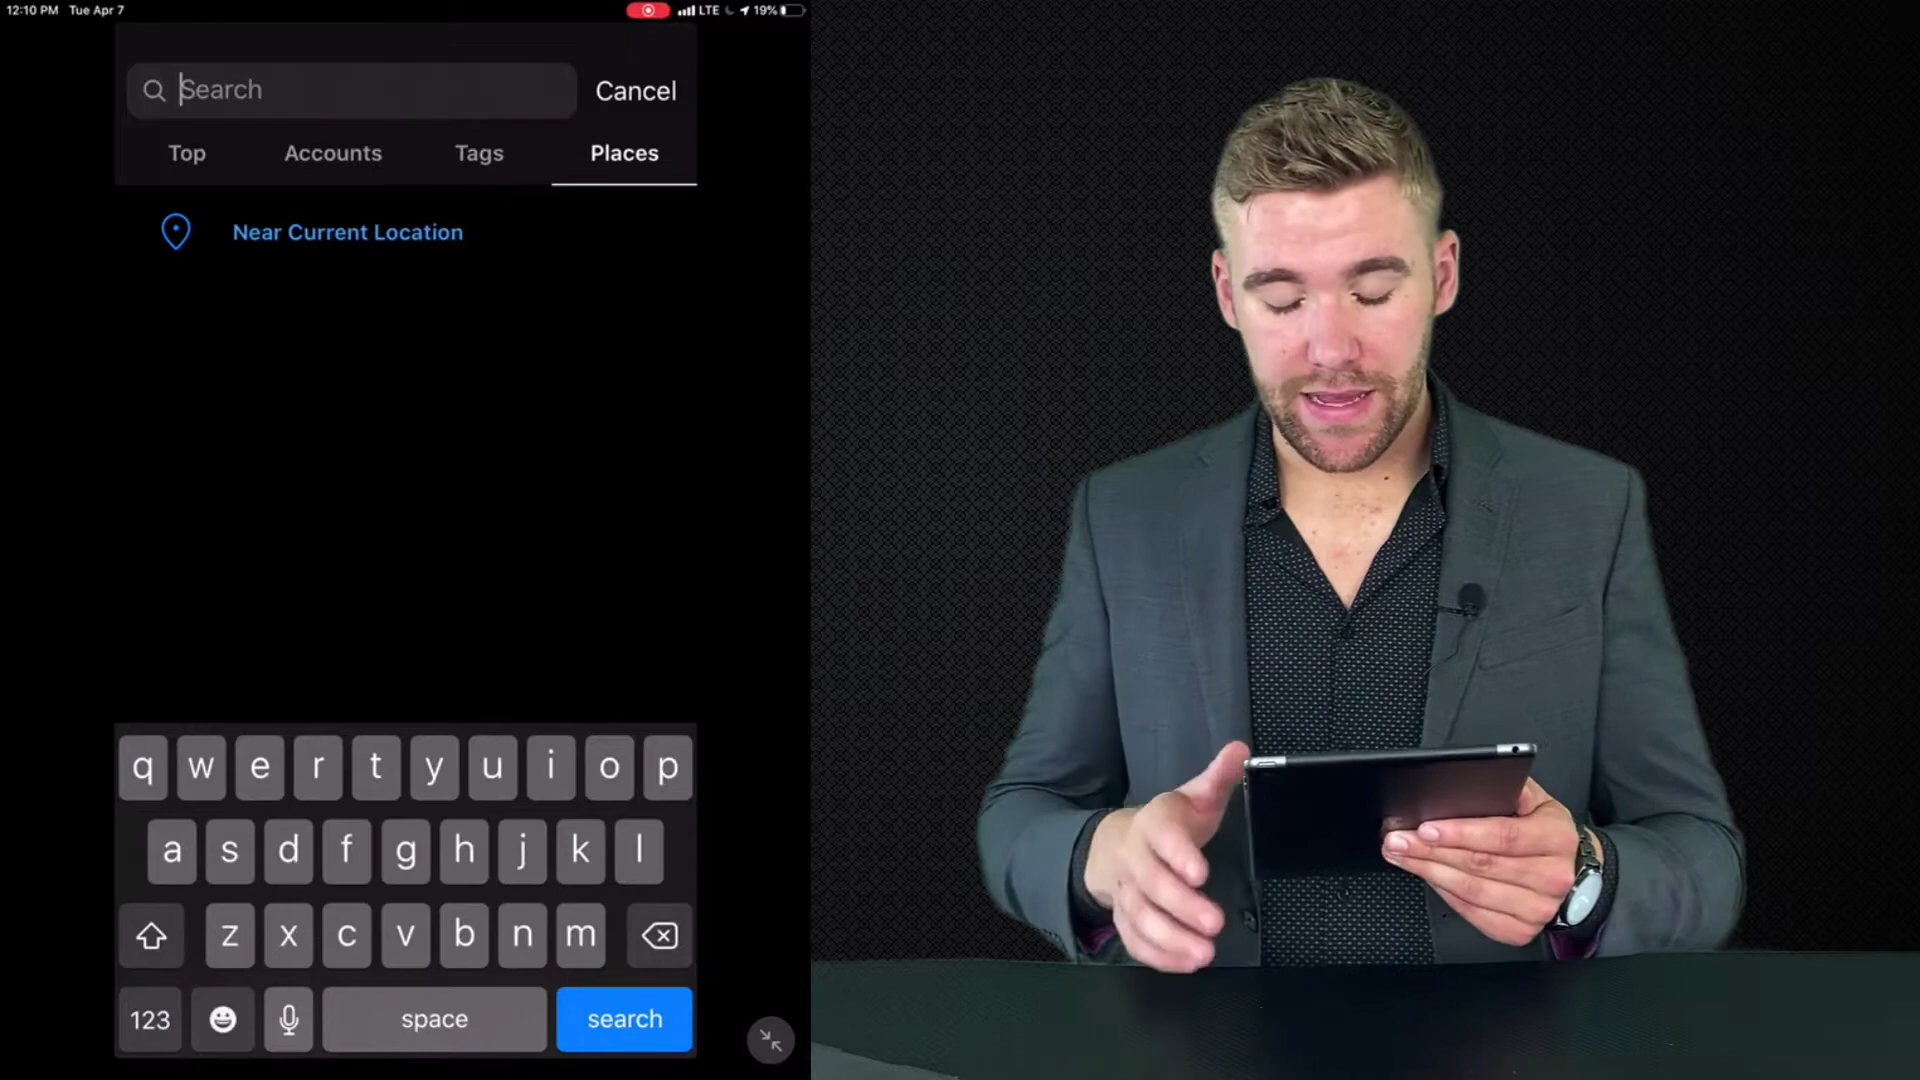 12:10 PM Tue Apr 7 LTE 19%
Search Cancel
Top Accounts Tags Places
Near Current Location
q w e r t y u i o p
a s d f g h j k l
z x c v b n m
123 space search